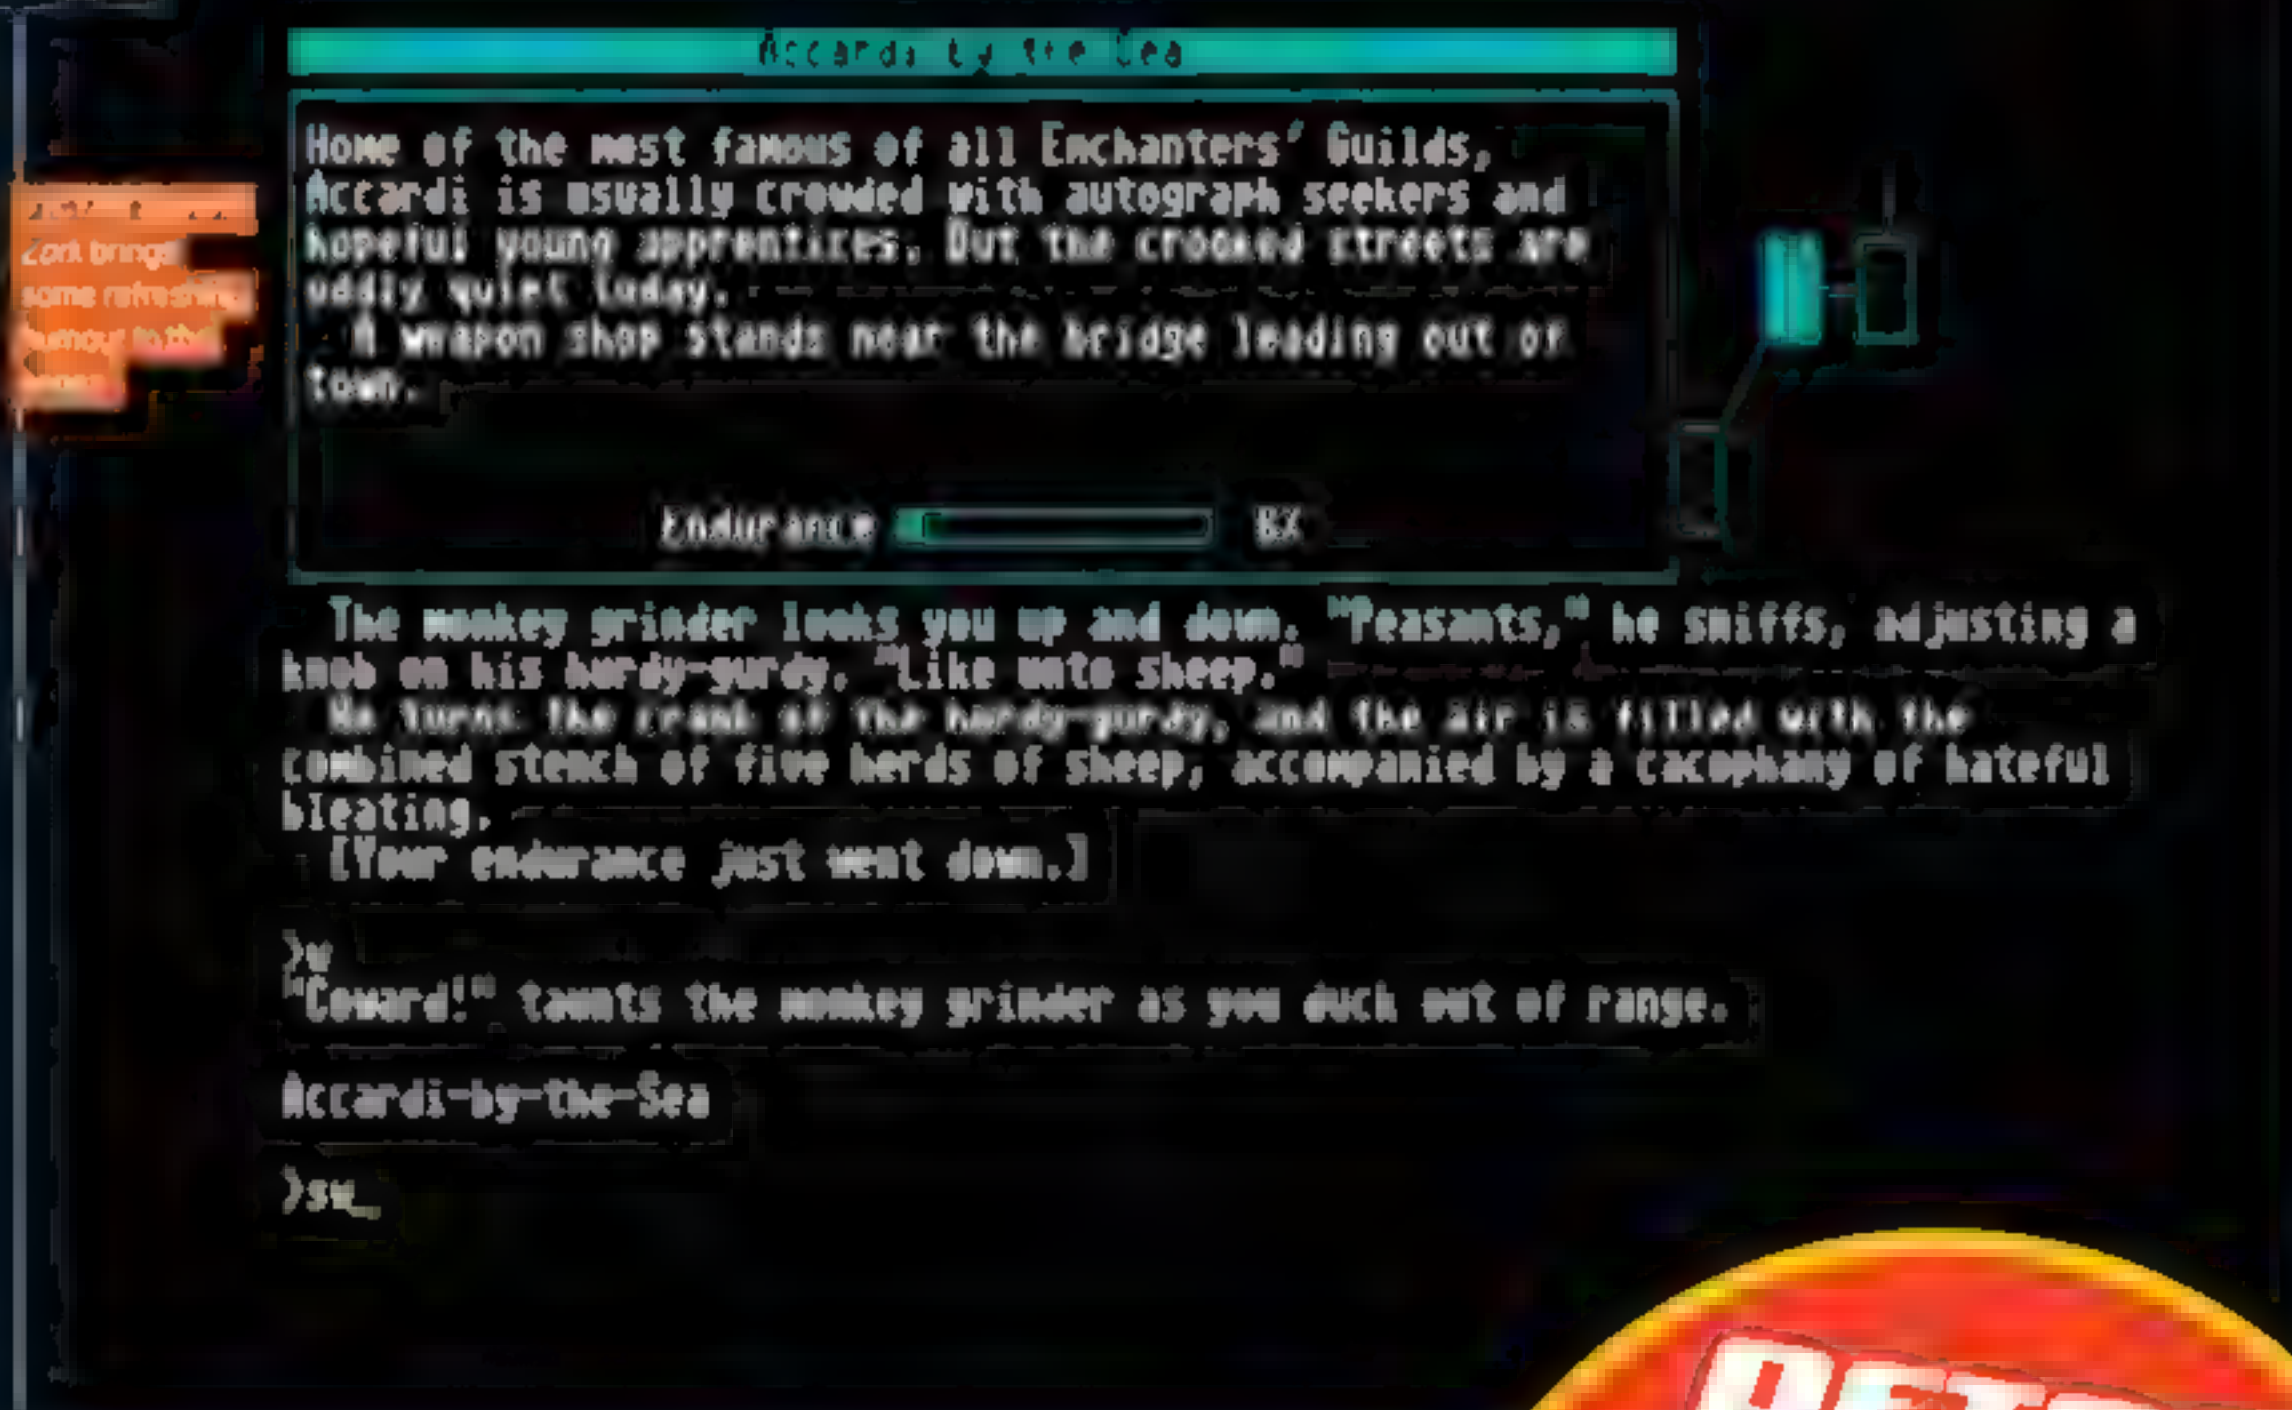 Accardi by the Sea
Home of the most famous of all Enchanters' Guilds,
Accardi is usually crowded with autograph seekers and
hopeful young apprentices. But the crooked streets are
oddly quiet today.
A weapon shop stands near the bridge leading out of
town.
Endurance 8%
Zork brings
some refreshing
humour to the
The monkey grinder looks you up and down. "Peasants," he sniffs, adjusting a
knob on his hurdy-gurdy. "Like unto sheep."
He turns the crank of the hurdy-gurdy, and the air is filled with the
combined stench of five herds of sheep, accompanied by a cacophany of hateful
bleating.
[Your endurance just went down.]
>w
"Coward!" taunts the monkey grinder as you duck out of range.
Accardi-by-the-Sea
>sw_